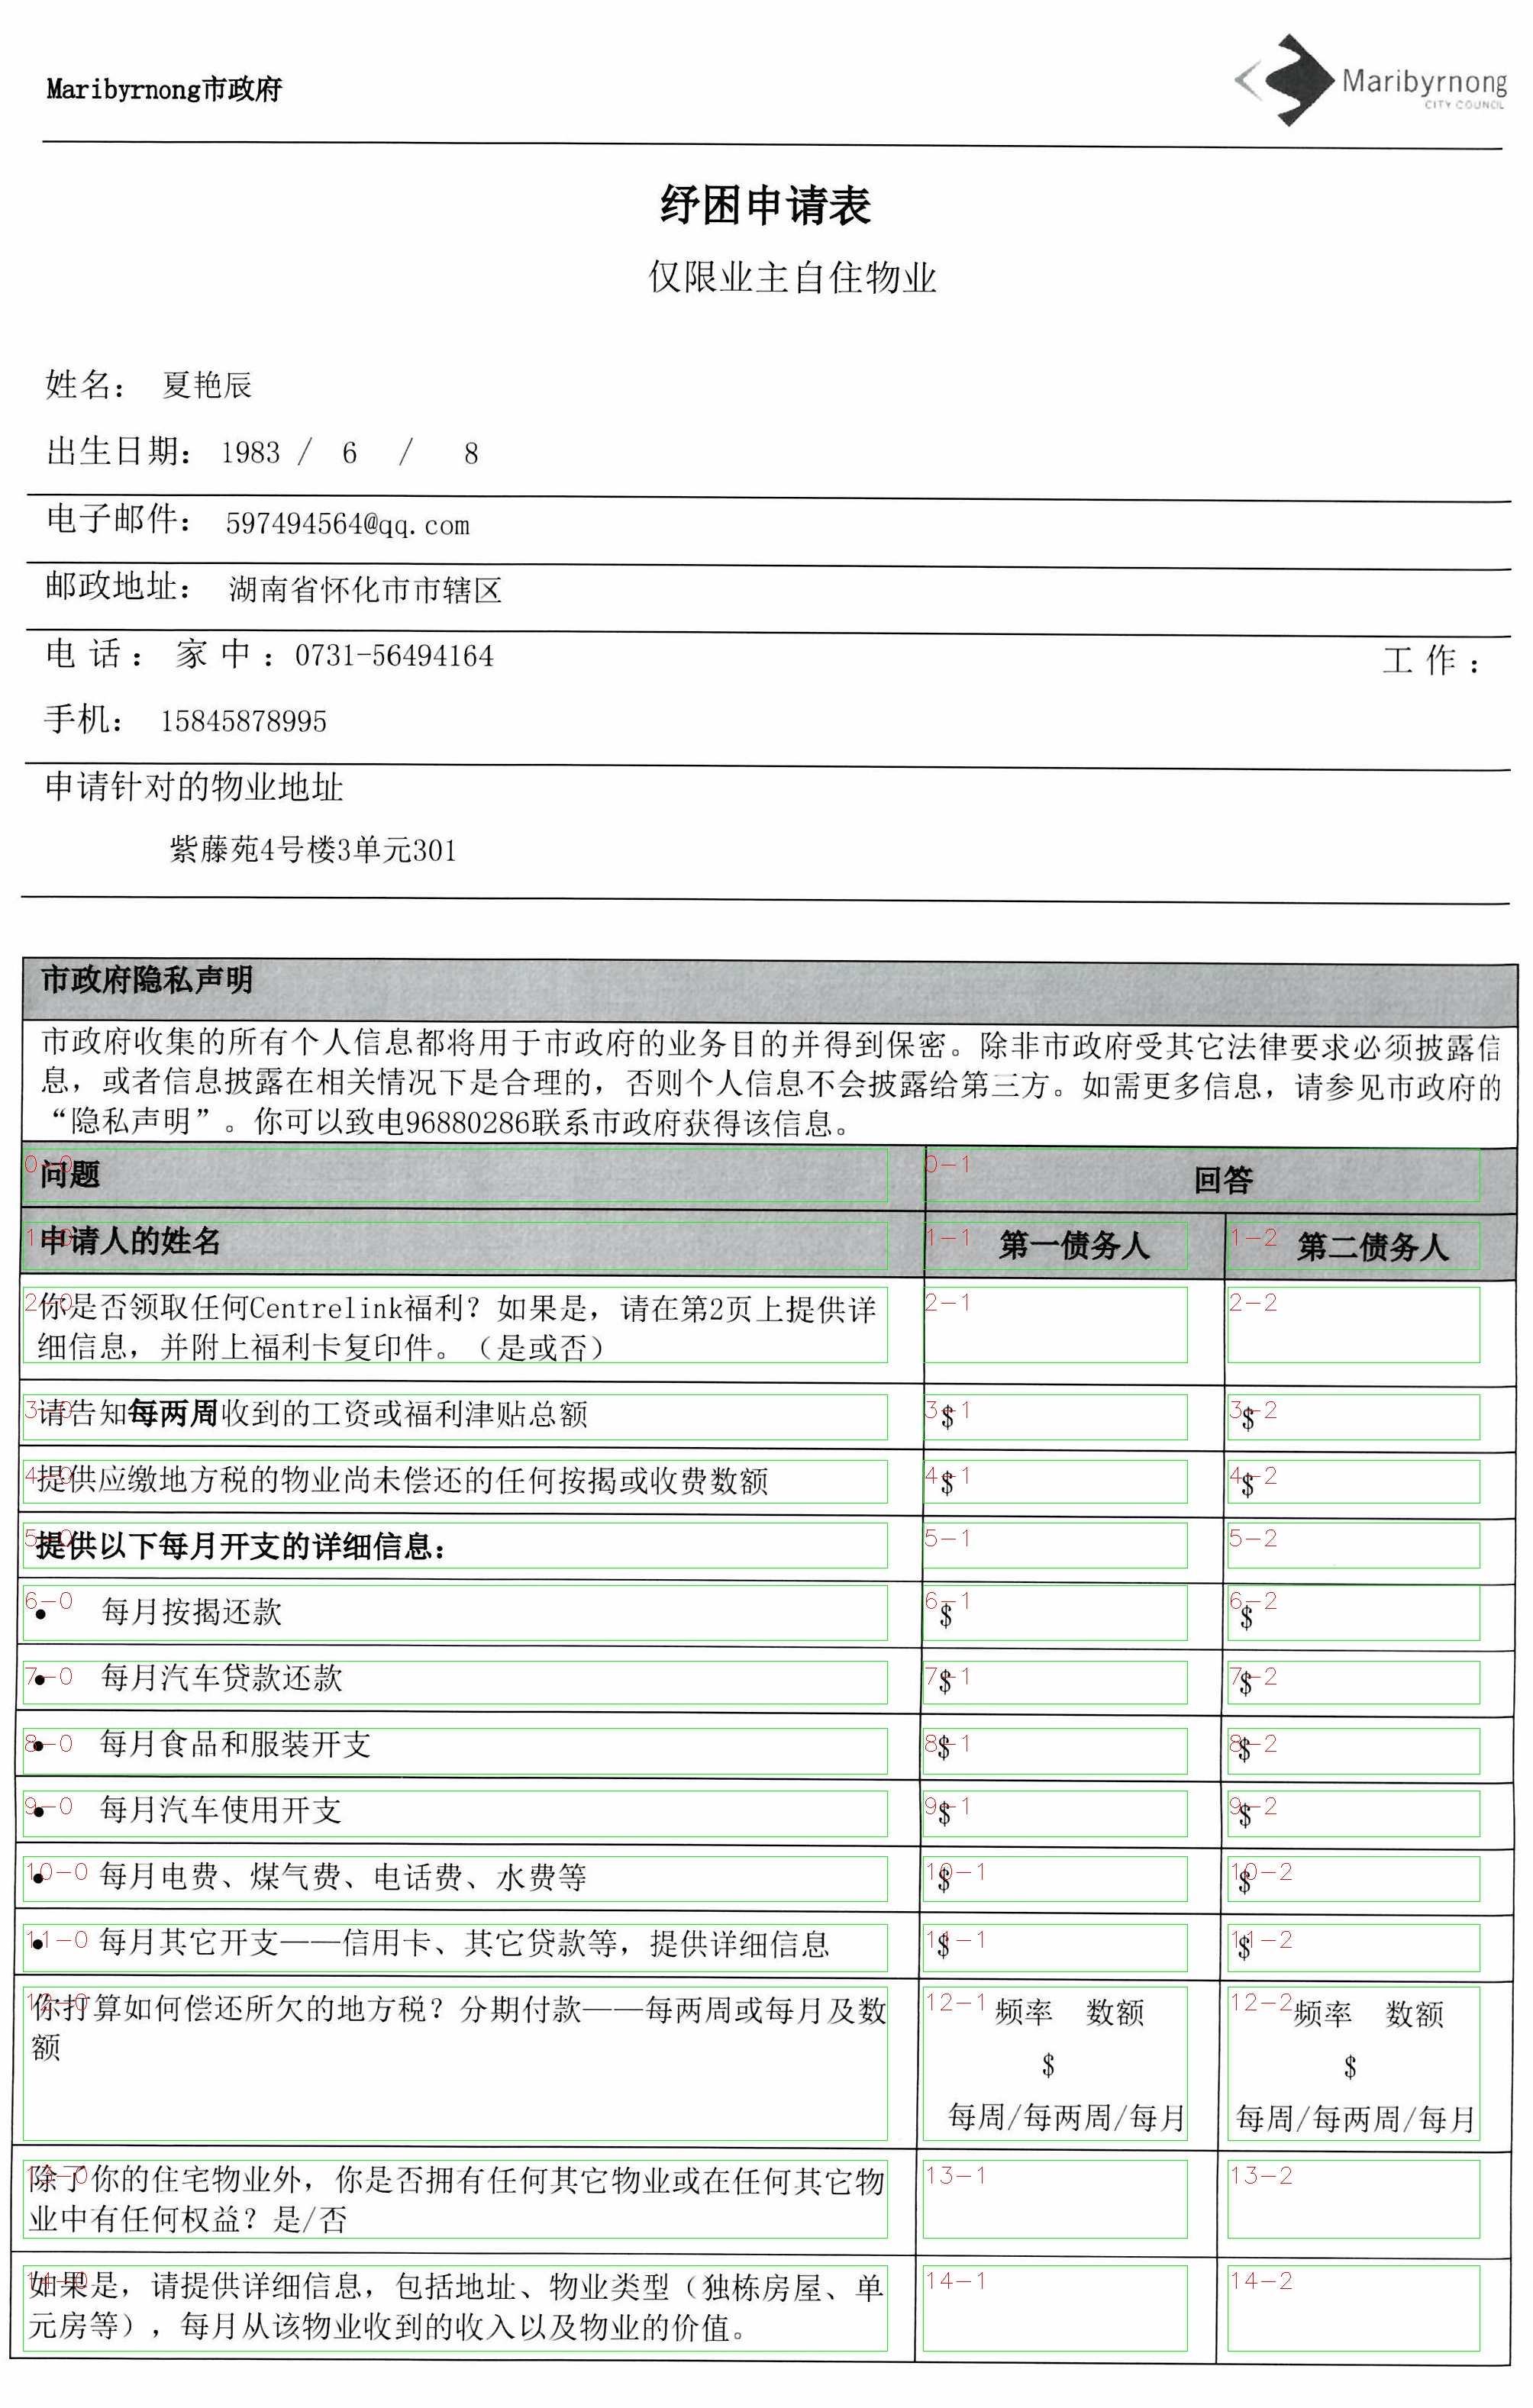 Maribyrnong市政府
Maribyrnong
CITY COUNCIL
纾困申请表
仅限业主自住物业
姓名： 夏艳辰
出生日期： 1983 / 6 / 8
电子邮件： 597494564@qq.com
邮政地址： 湖南省怀化市市辖区
电话：家中：0731-56494164 工作：
手机： 15845878995
申请针对的物业地址
紫藤苑4号楼3单元301
市政府隐私声明
市政府收集的所有个人信息都将用于市政府的业务目的并得到保密。除非市政府受其它法律要求必须披露信
息，或者信息披露在相关情况下是合理的，否则个人信息不会披露给第三方。如需更多信息，请参见市政府的
“隐私声明”。你可以致电96880286联系市政府获得该信息。
0-0 问题 0-1 回答
1-0 申请人的姓名 1-1 第一债务人 1-2 第二债务人
2-0 你是否领取任何Centrelink福利？如果是，请在第2页上提供详 2-1 2-2
细信息，并附上福利卡复印件。（是或否）
3-0 请告知每两周收到的工资或福利津贴总额 3-1 $ 3-2 $
4-0 提供应缴地方税的物业尚未偿还的任何按揭或收费数额 4-1 $ 4-2 $
5-0 提供以下每月开支的详细信息： 5-1 5-2
6-0 • 每月按揭还款 6-1 $ 6-2 $
7-0 • 每月汽车贷款还款 7-1 $ 7-2 $
8-0 • 每月食品和服装开支 8-1 $ 8-2 $
9-0 • 每月汽车使用开支 9-1 $ 9-2 $
10-0 • 每月电费、煤气费、电话费、水费等 10-1 $ 10-2 $
11-0 • 每月其它开支——信用卡、其它贷款等，提供详细信息 11-1 $ 11-2 $
12-0 你打算如何偿还所欠的地方税？分期付款——每两周或每月及数 12-1 频率 数额 12-2 频率 数额
额
$ $
每周/每两周/每月 每周/每两周/每月
13-0 除了你的住宅物业外，你是否拥有任何其它物业或在任何其它物 13-1 13-2
业中有任何权益？是/否
14-0 如果是，请提供详细信息，包括地址、物业类型（独栋房屋、单 14-1 14-2
元房等），每月从该物业收到的收入以及物业的价值。